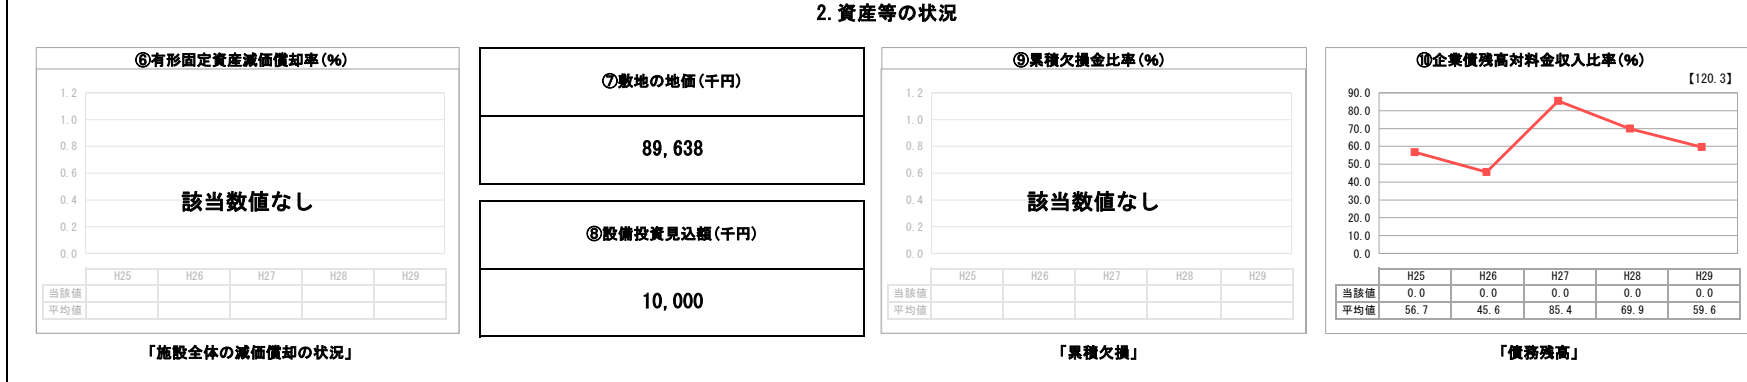 2. 資産等の状況
⑥有形固定資産減価償却率(%)
1.2
1.0
0.8
0.6
0.4
0.2
0.0
該当数値なし
H25 H26 H27 H28 H29
当該値
平均値
「施設全体の減価償却の状況」
⑦敷地の地価(千円)
89,638
⑧設備投資見込額(千円)
10,000
⑨累積欠損金比率(%)
1.2
1.0
0.8
0.6
0.4
0.2
0.0
該当数値なし
H25 H26 H27 H28 H29
当該値
平均値
「累積欠損」
⑩企業債残高対料金収入比率(%)
【120.3】
90.0
80.0
70.0
60.0
50.0
40.0
30.0
20.0
10.0
0.0
H25 H26 H27 H28 H29
当該値 0.0 0.0 0.0 0.0 0.0
平均値 56.7 45.6 85.4 69.9 59.6
「債務残高」